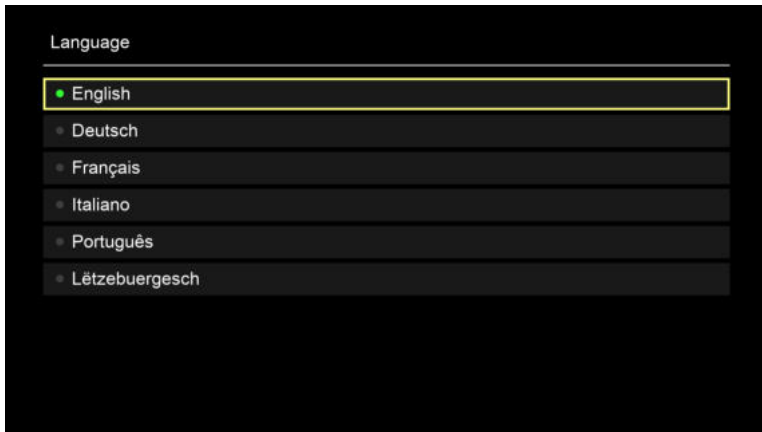 Language
English
Deutsch
Français
Italiano
Português
Lëtzebuergesch